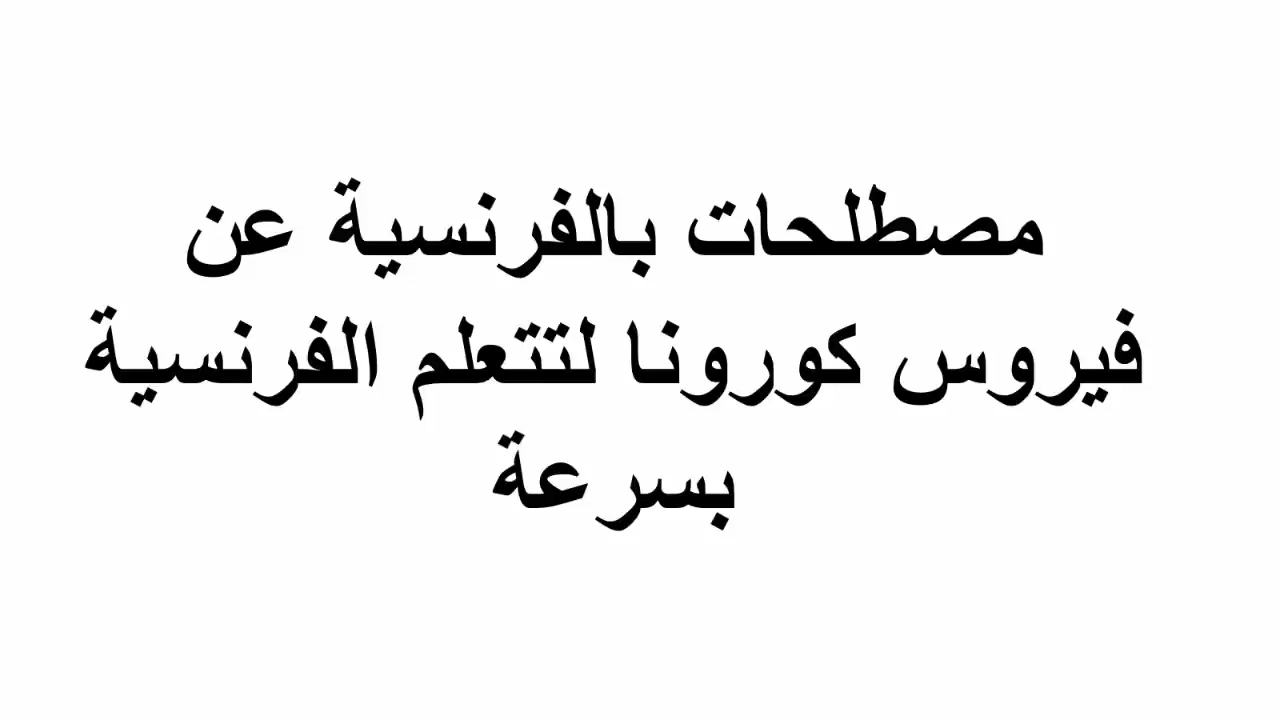 مصطلحات بالفرنسية عن
فيروس كورونا لتتعلم الفرنسية
بسرعة